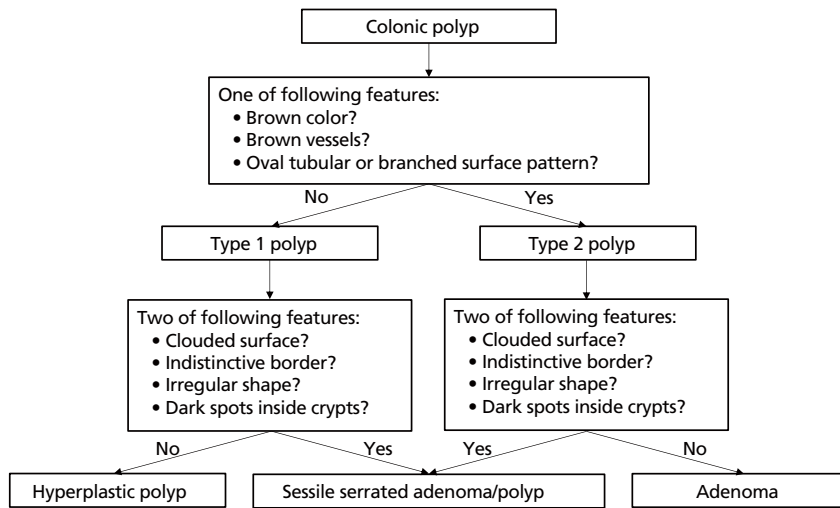 Colonic polyp
One of following features:
• Brown color?
• Brown vessels?
• Oval tubular or branched surface pattern?
No
Yes
Type 1 polyp
Type 2 polyp
Two of following features:
• Clouded surface?
• Indistinctive border?
• Irregular shape?
• Dark spots inside crypts?
Two of following features:
• Clouded surface?
• Indistinctive border?
• Irregular shape?
• Dark spots inside crypts?
No
Yes
Yes
No
Hyperplastic polyp
Sessile serrated adenoma/polyp
Adenoma